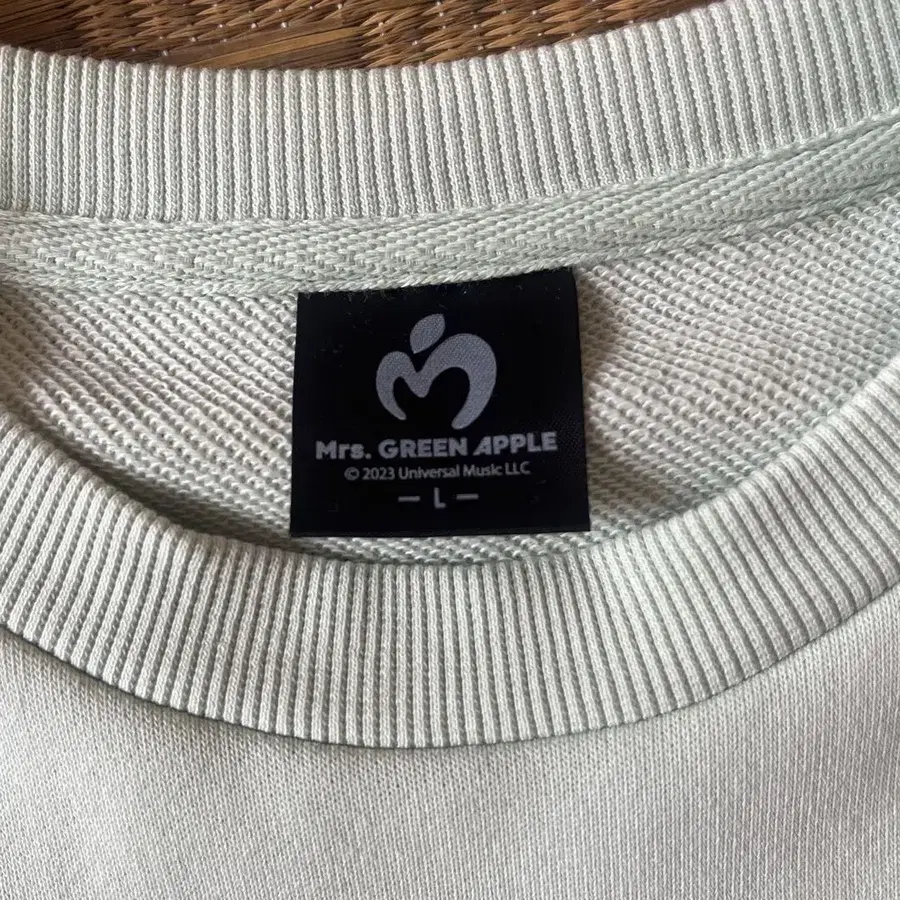 Mrs. GREEN APPLE
© 2023 Universal Music LLC
— L —